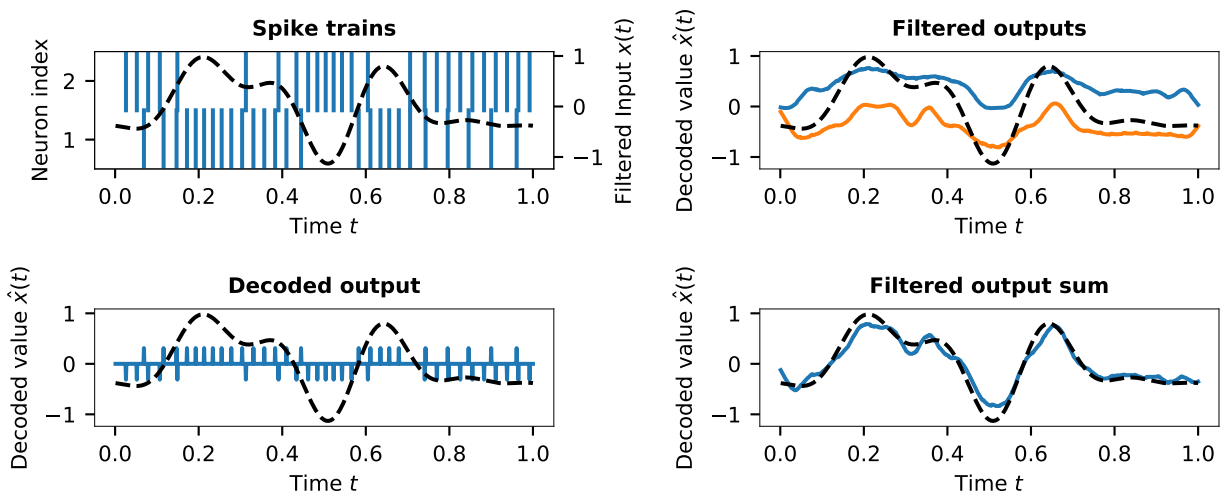 Spike trains
Neuron index
2
1
1
0
−1
Filtered Input x(t)
0.0 0.2 0.4 0.6 0.8 1.0
Time t
Filtered outputs
Decoded value x̂(t)
1
0
−1
0.0 0.2 0.4 0.6 0.8 1.0
Time t
Decoded output
Decoded value x̂(t)
1
0
−1
0.0 0.2 0.4 0.6 0.8 1.0
Time t
Filtered output sum
Decoded value x̂(t)
1
0
−1
0.0 0.2 0.4 0.6 0.8 1.0
Time t